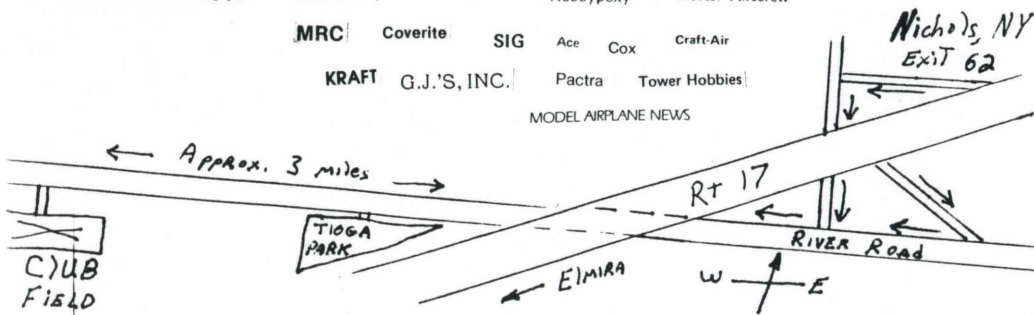 MRC Coverite SIG Ace Cox Craft-Air
KRAFT G.J.'S, INC. Pactra Tower Hobbies
MODEL AIRPLANE NEWS
Nichols, NY
Exit 62
Approx. 3 miles
Rt 17
TIOGA
PARK
RIVER ROAD
CLUB
FIELD
Elmira
W E